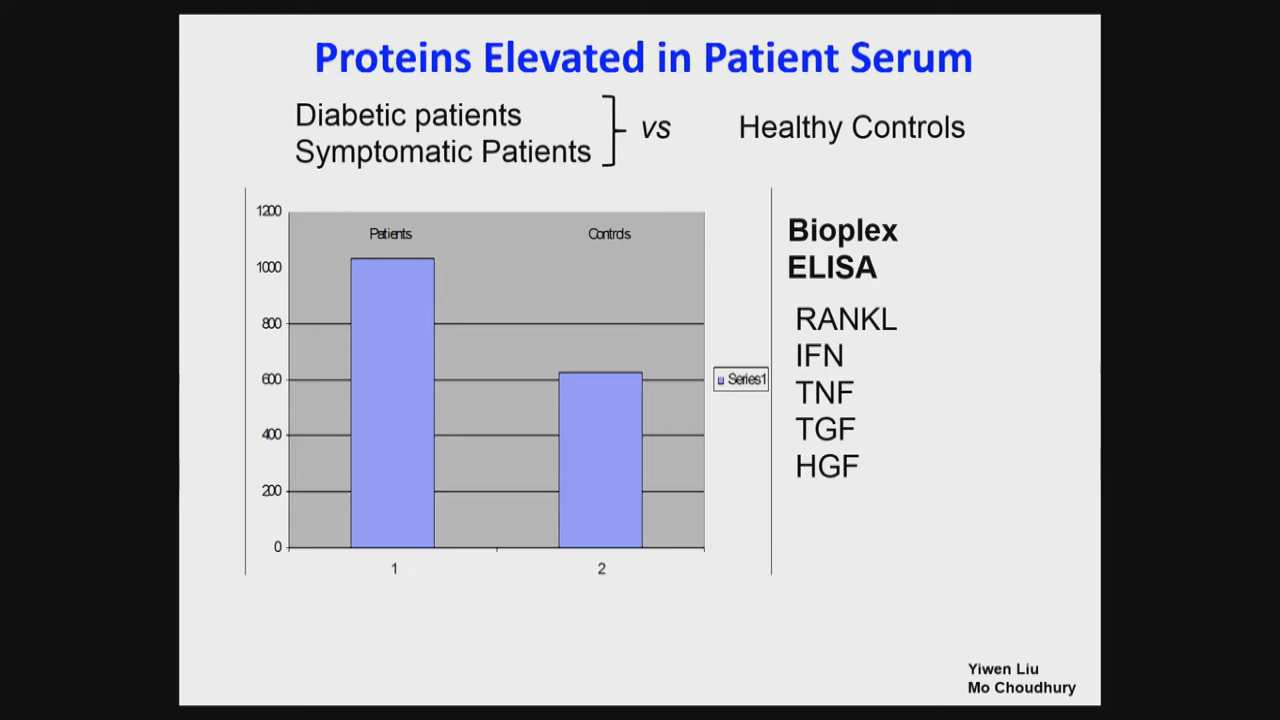 Proteins Elevated in Patient Serum
Diabetic patients
Symptomatic Patients
vs
Healthy Controls
1200
1000
800
600
400
200
0
Patients
Controls
1
2
Series1
Bioplex
ELISA
RANKL
IFN
TNF
TGF
HGF
Yiwen Liu
Mo Choudhury